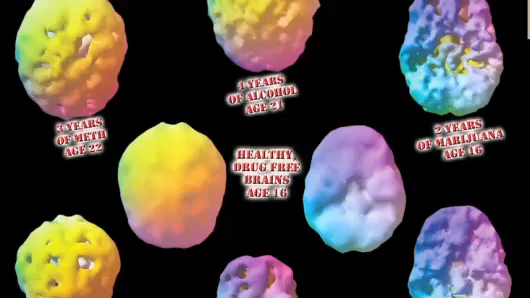 4 YEARS
OF ALCOHOL
AGE 21
3 YEARS
OF METH
AGE 22
2 YEARS
OF MARIJUANA
AGE 16
HEALTHY,
DRUG FREE
BRAINS
AGE 16